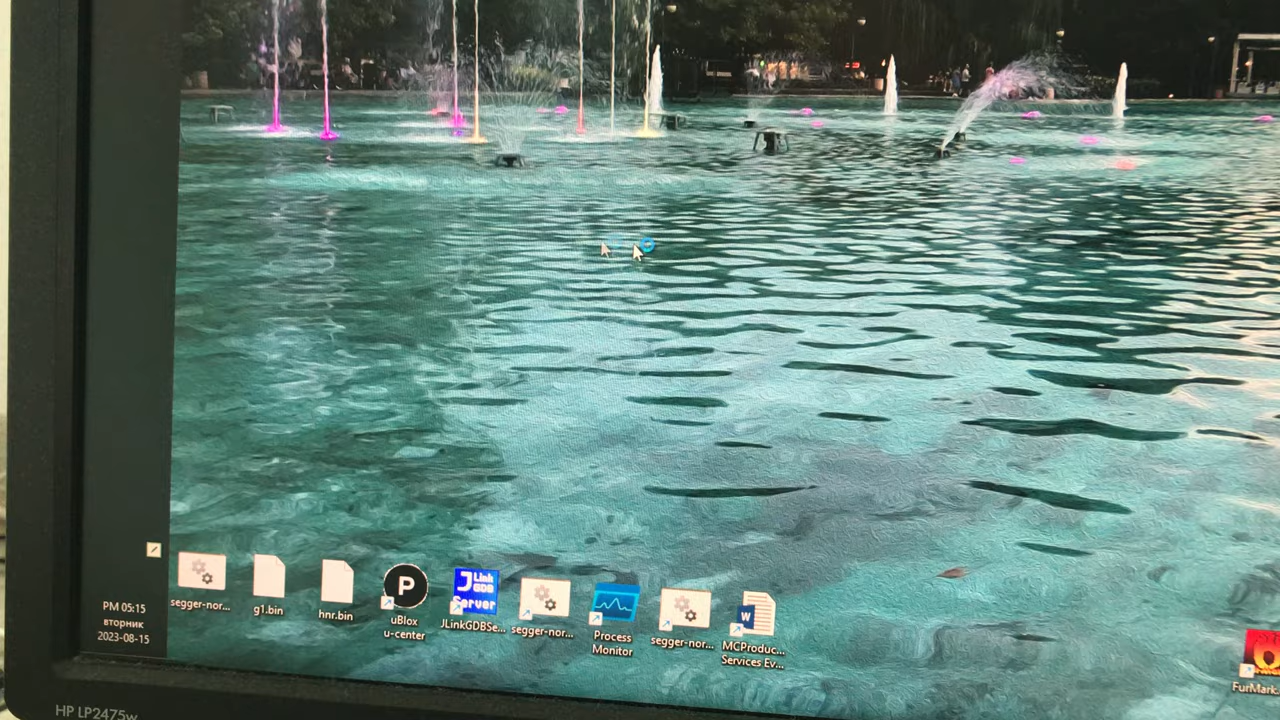 PM 05:15
вторник
2023-08-15
segger-nor...
g1.bin
hnr.bin
P
uBlox
u-center
J Link
GDB
Server
JLinkGDBSe...
segger-nor...
Process
Monitor
segger-nor...
W
MCProduc...
Services Ev...
FurMark
HP LP2475w